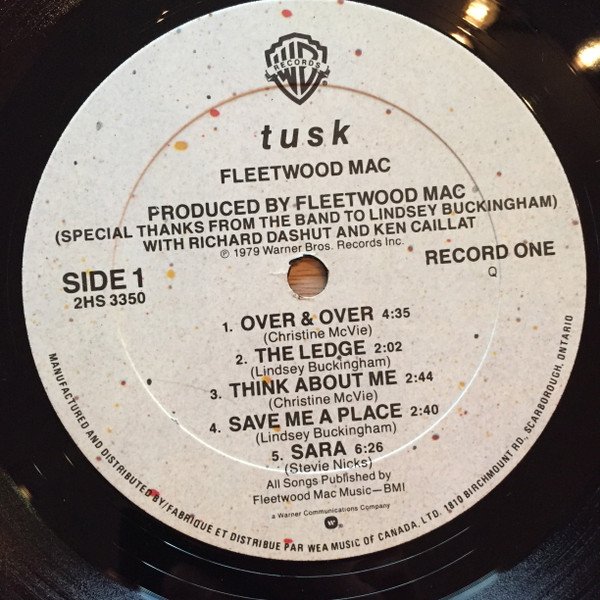 WB
RECORDS
tusk
FLEETWOOD MAC
PRODUCED BY FLEETWOOD MAC
(SPECIAL THANKS FROM THE BAND TO LINDSEY BUCKINGHAM)
WITH RICHARD DASHUT AND KEN CAILLAT
℗ 1979 Warner Bros. Records Inc.
SIDE 1
2HS 3350
RECORD ONE
Q
1. OVER & OVER 4:35
(Christine McVie)
2. THE LEDGE 2:02
(Lindsey Buckingham)
3. THINK ABOUT ME 2:44
(Christine McVie)
4. SAVE ME A PLACE 2:40
(Lindsey Buckingham)
5. SARA 6:26
(Stevie Nicks)
All Songs Published by
Fleetwood Mac Music—BMI
a Warner Communications Company
MANUFACTURED AND DISTRIBUTED BY/FABRIQUE ET DISTRIBUE PAR WEA MUSIC OF CANADA, LTD. 1810 BIRCHMOUNT RD., SCARBOROUGH, ONTARIO